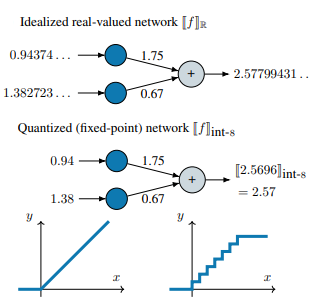 Idealized real-valued network ⟦f⟧ℝ
0.94374... 1.75
+ 2.57799431..
1.382723... 0.67
Quantized (fixed-point) network ⟦f⟧int-8
0.94 1.75 ⟦2.5696⟧int-8
+
1.38 0.67 = 2.57
y y
x x